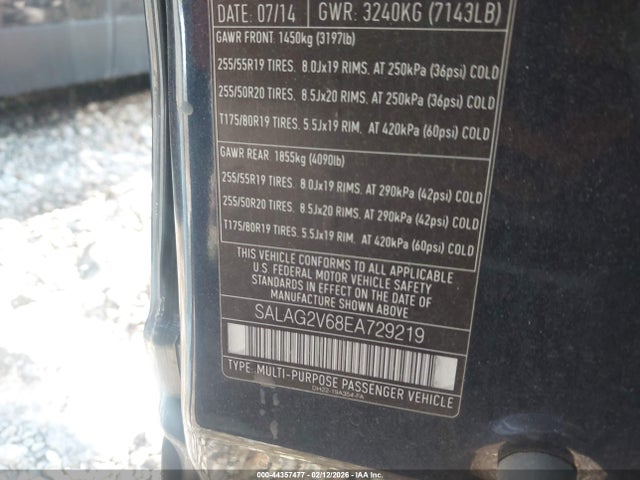 DATE: 07/14 GWR: 3240KG (7143LB)
GAWR FRONT 1450kg (3197lb)
255/55R19 TIRES. 8.0Jx19 RIMS. AT 250kPa (36psi) COLD
255/50R20 TIRES. 8.5Jx20 RIMS. AT 250kPa (36psi) COLD
T175/80R19 TIRES. 5.5Jx19 RIM. AT 420kPa (60psi) COLD
GAWR REAR 1855kg (4090lb)
255/55R19 TIRES. 8.0Jx19 RIMS. AT 290kPa (42psi) COLD
255/50R20 TIRES. 8.5Jx20 RIMS. AT 290kPa (42psi) COLD
T175/80R19 TIRES. 5.5Jx19 RIM. AT 420kPa (60psi) COLD
THIS VEHICLE CONFORMS TO ALL APPLICABLE
U.S. FEDERAL MOTOR VEHICLE SAFETY
STANDARDS IN EFFECT ON THE DATE OF
MANUFACTURE SHOWN ABOVE
SALAG2V68EA729219
TYPE: MULTI-PURPOSE PASSENGER VEHICLE
DH22-19A354-FA
000-44357477 - 02/12/2026 - IAAI.COM